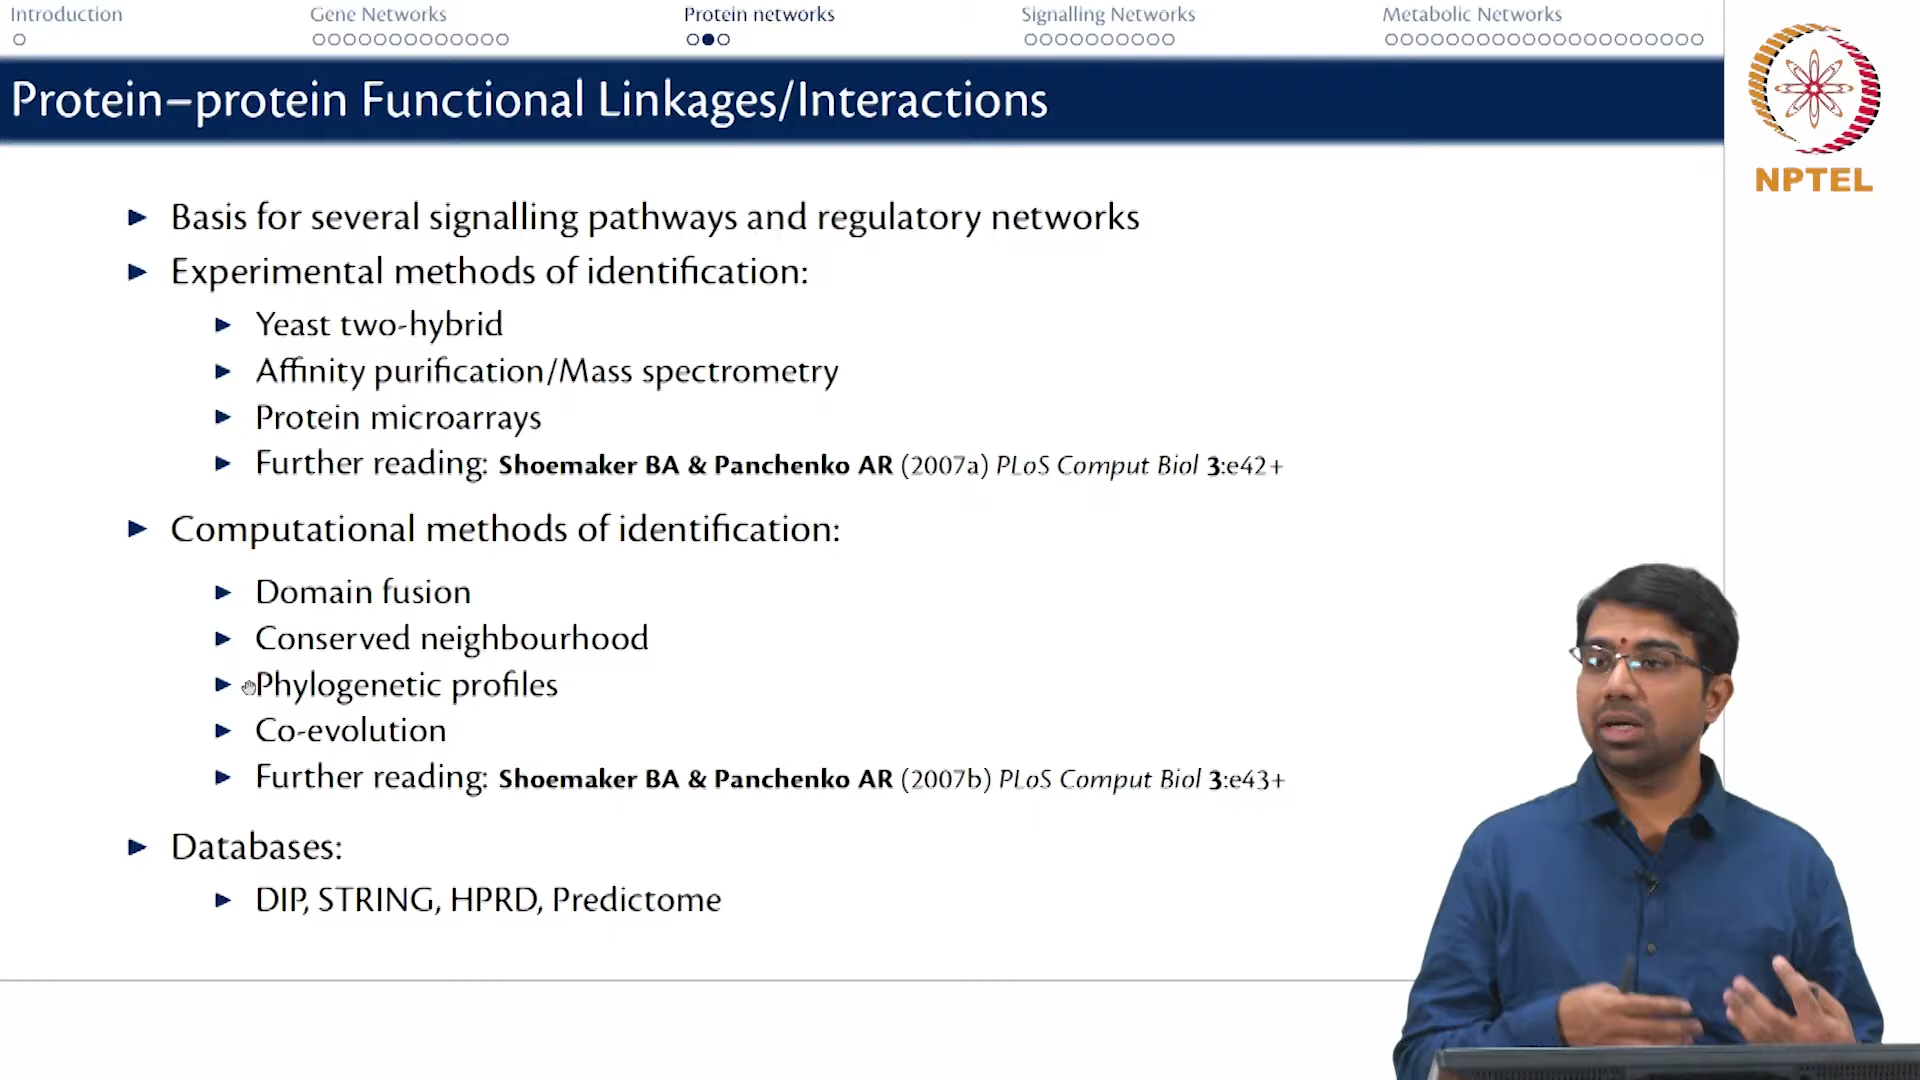 Introduction Gene Networks Protein networks Signalling Networks Metabolic Networks
Protein–protein Functional Linkages/Interactions
NPTEL
Basis for several signalling pathways and regulatory networks
Experimental methods of identification:
Yeast two-hybrid
Affinity purification/Mass spectrometry
Protein microarrays
Further reading: Shoemaker BA & Panchenko AR (2007a) PLoS Comput Biol 3:e42+
Computational methods of identification:
Domain fusion
Conserved neighbourhood
Phylogenetic profiles
Co-evolution
Further reading: Shoemaker BA & Panchenko AR (2007b) PLoS Comput Biol 3:e43+
Databases:
DIP, STRING, HPRD, Predictome